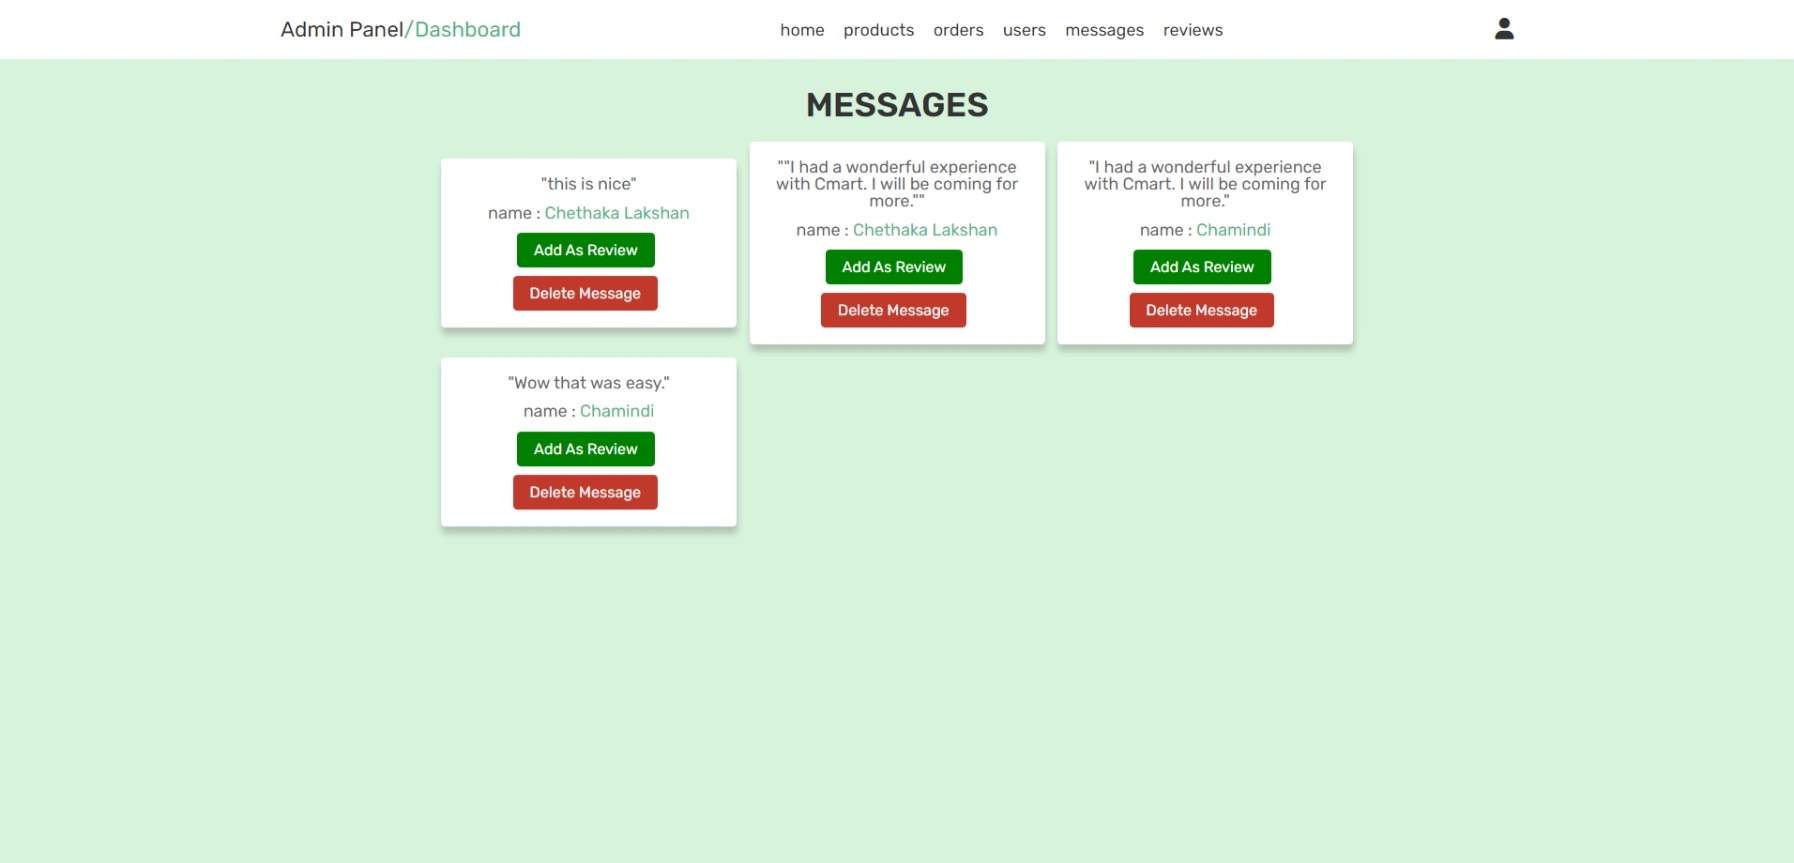 Admin Panel/Dashboard
home products orders users messages reviews
MESSAGES
"this is nice"
name : Chethaka Lakshan
Add As Review
Delete Message
""I had a wonderful experience
with Cmart. I will be coming for
more.""
name : Chethaka Lakshan
Add As Review
Delete Message
"I had a wonderful experience
with Cmart. I will be coming for
more."
name : Chamindi
Add As Review
Delete Message
"Wow that was easy."
name : Chamindi
Add As Review
Delete Message